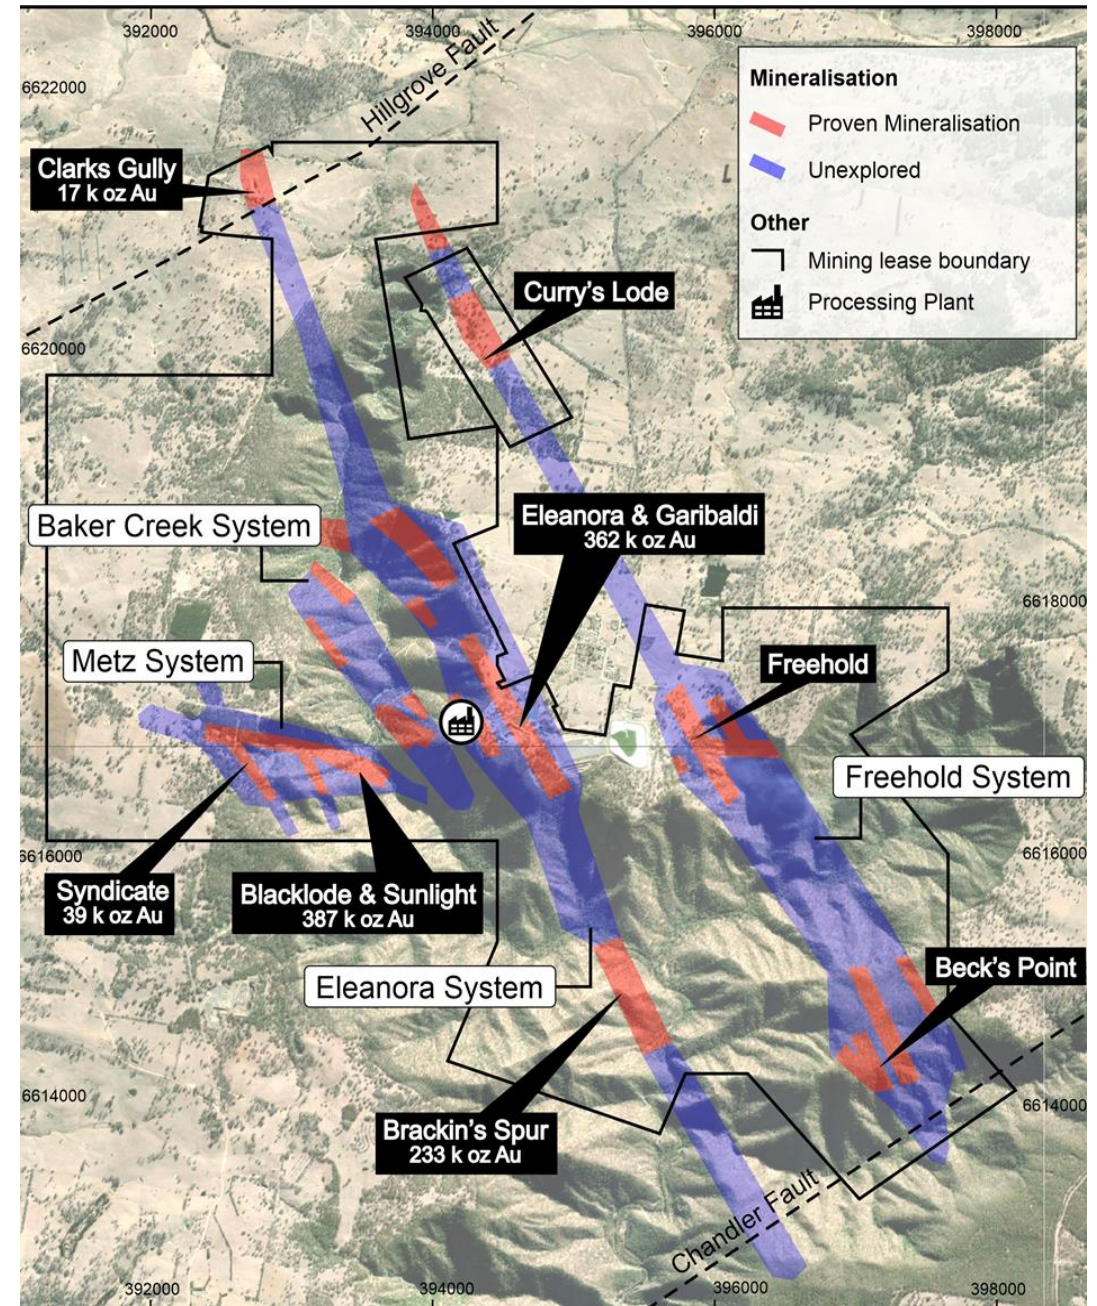 392000
394000
396000
398000
Hillgrove Fault
6622000
Mineralisation
Proven Mineralisation
Unexplored
Other
Mining lease boundary
Processing Plant
Clarks Gully
17 k oz Au
Curry's Lode
6620000
Baker Creek System
Eleanora & Garibaldi
362 k oz Au
6618000
Metz System
Freehold
Freehold System
6616000
6616000
Syndicate
39 k oz Au
Blacklode & Sunlight
387 k oz Au
Beck's Point
Eleanora System
6614000
6614000
Brackin's Spur
233 k oz Au
Chandler Fault
392000
394000
396000
398000